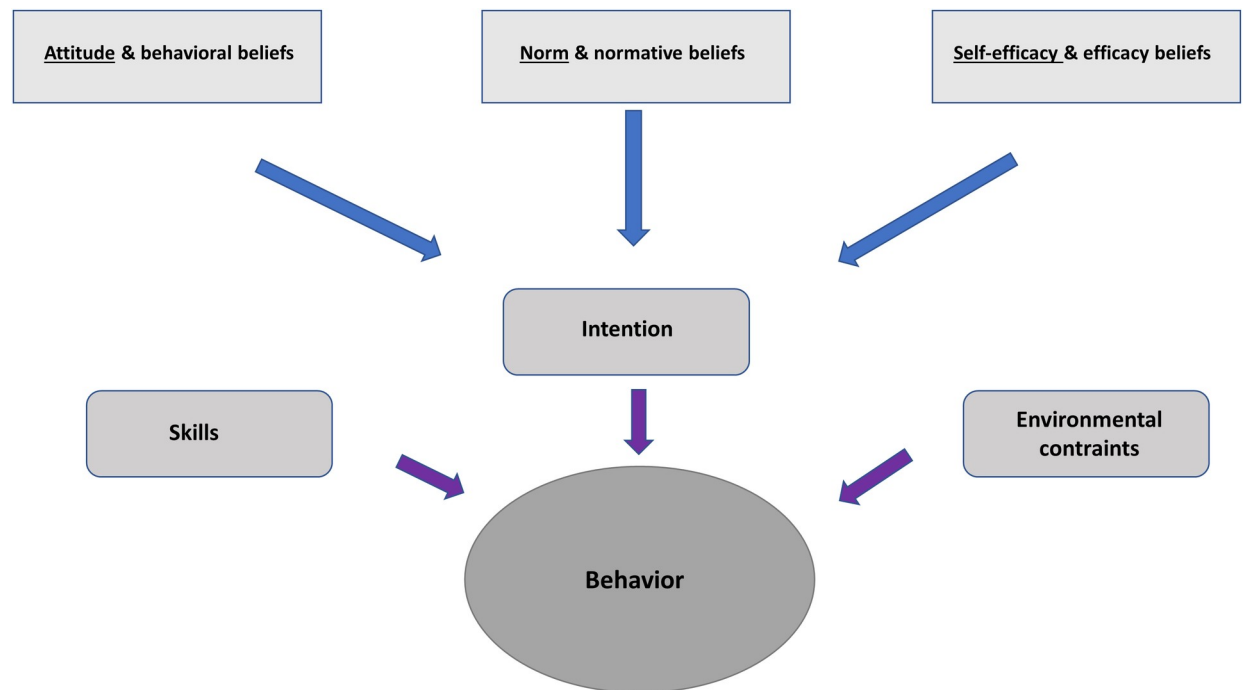 Attitude & behavioral beliefs
Norm & normative beliefs
Self-efficacy & efficacy beliefs
Intention
Skills
Environmental
contraints
Behavior